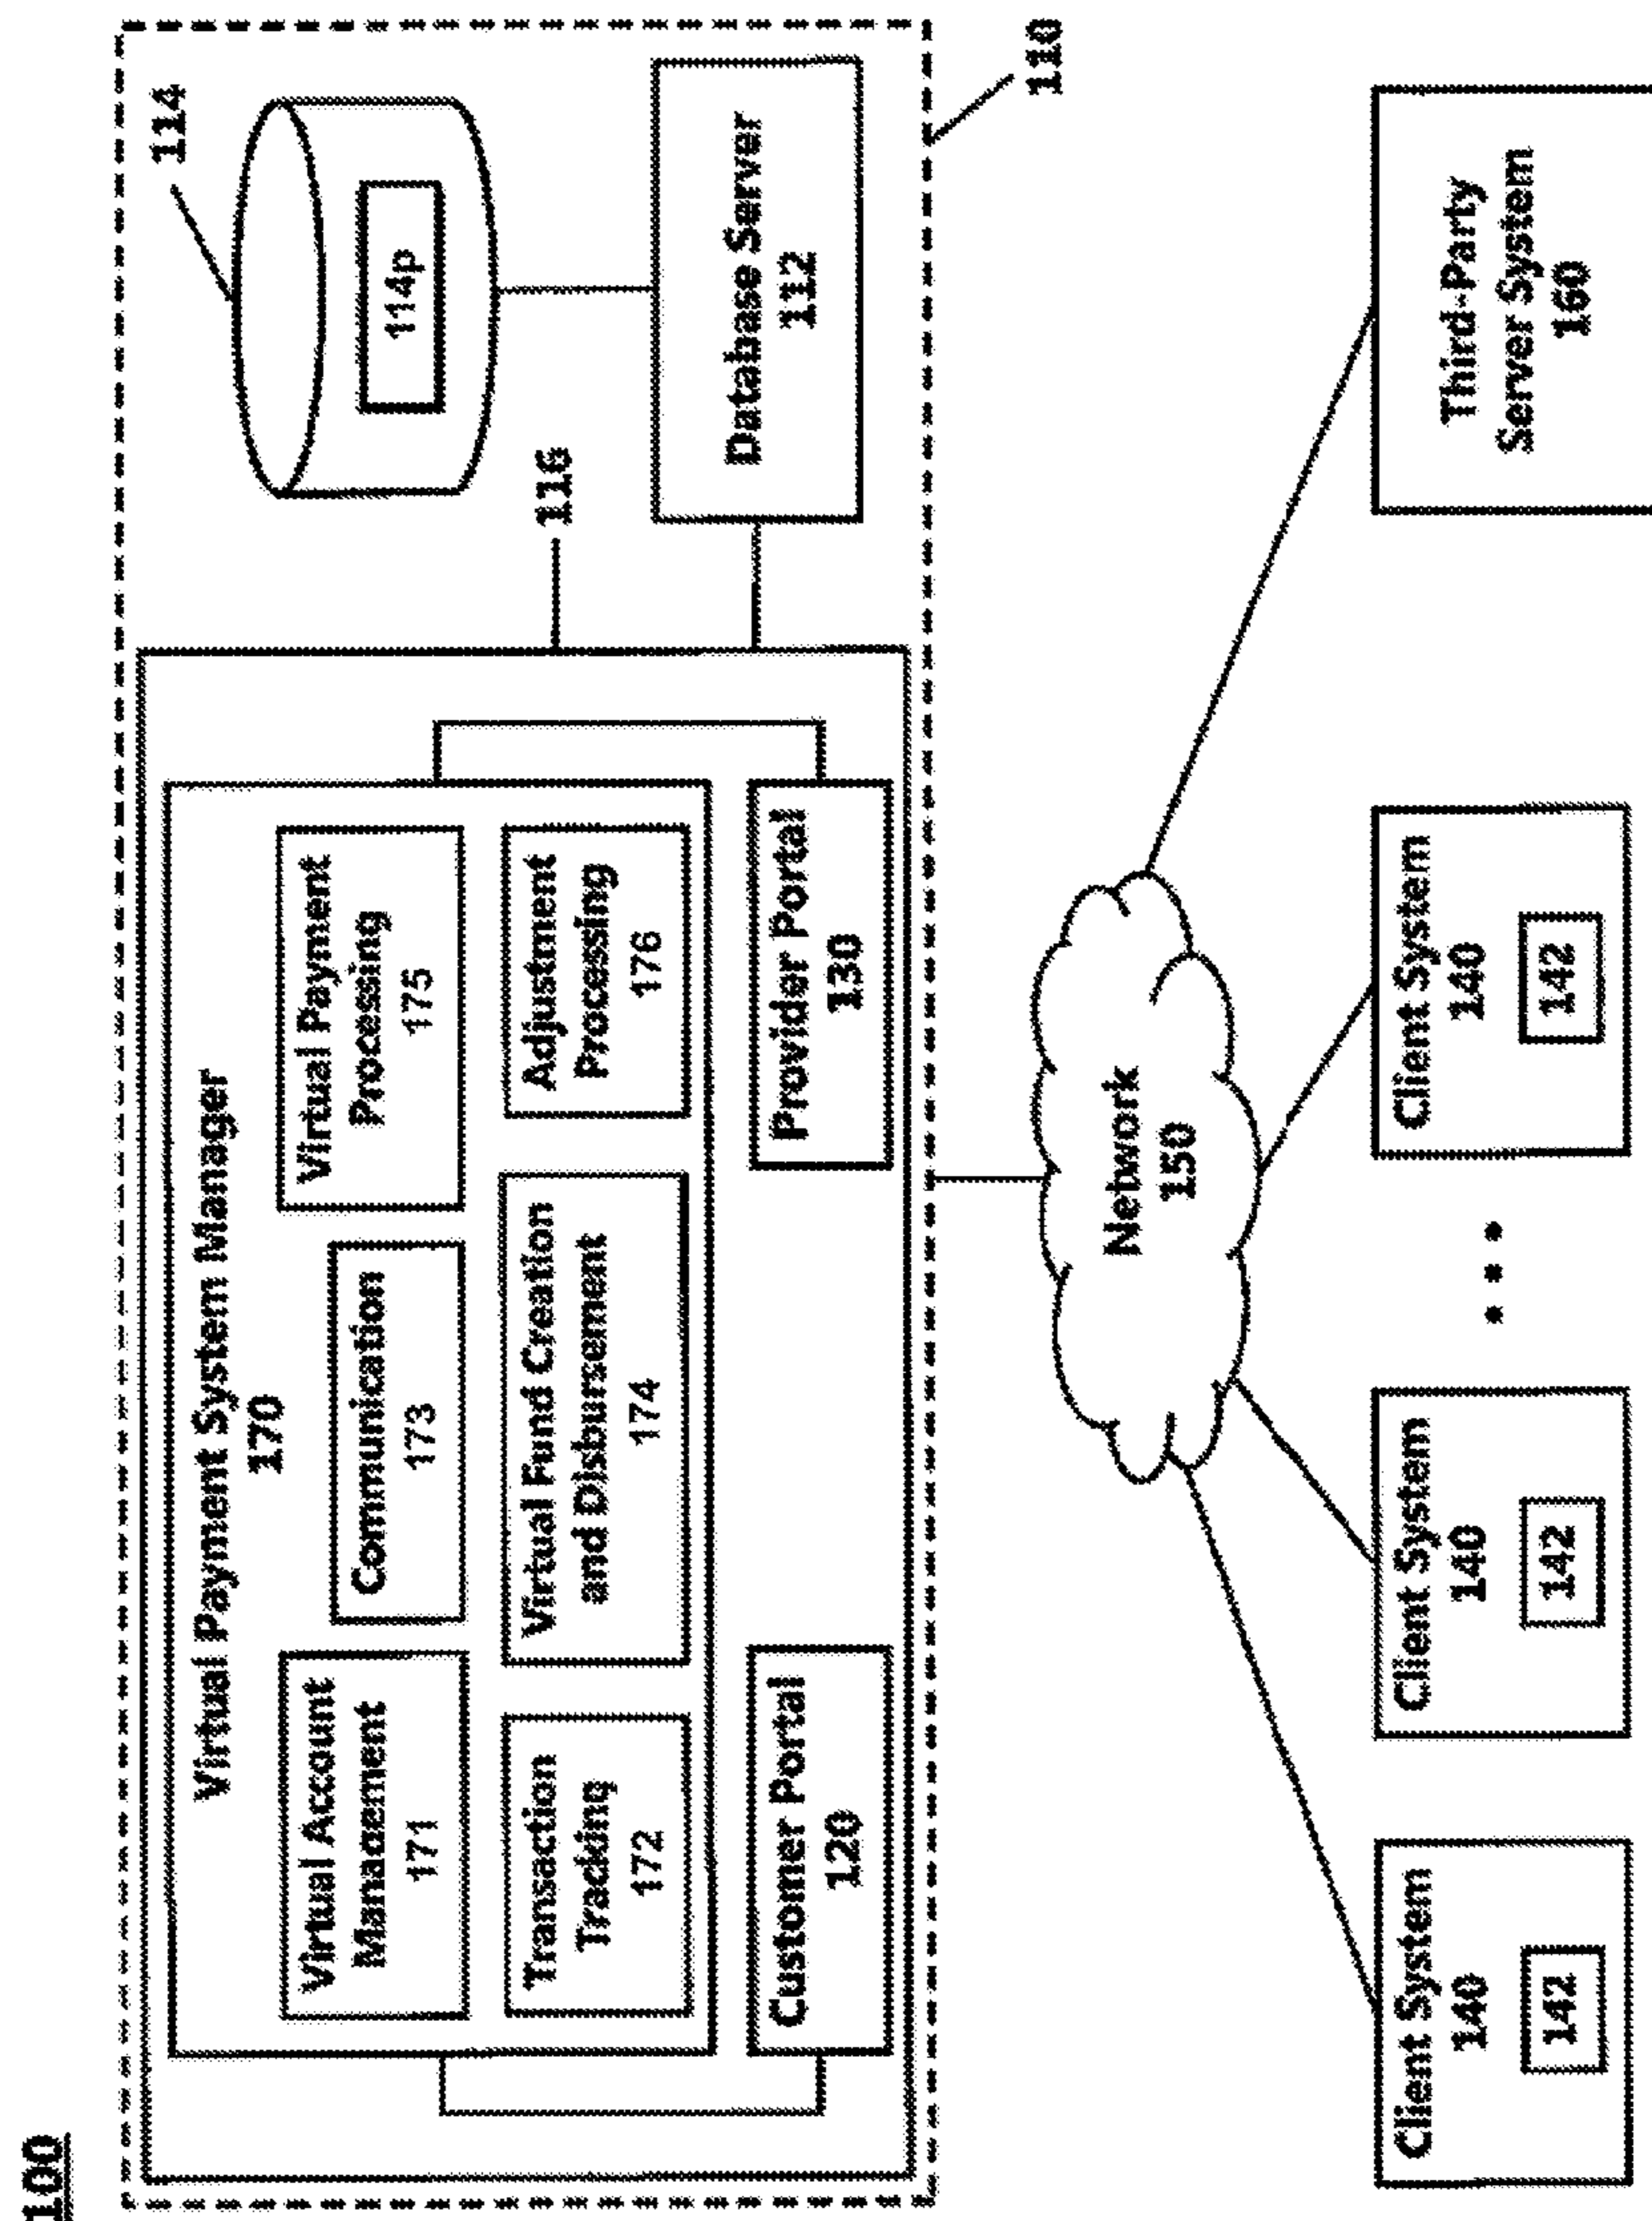 100
Virtual Payment System Manager
170
Virtual Account
Management
171
Communication
173
Virtual Payment
Processing
175
Transaction
Tracking
172
Virtual Fund Creation
and Disbursement
174
Adjustment
Processing
176
Customer Portal
120
Provider Portal
130
116
114
114p
Database Server
112
110
Network
150
Client System
140
142
Client System
140
142
Client System
140
142
Third-Party
Server System
160